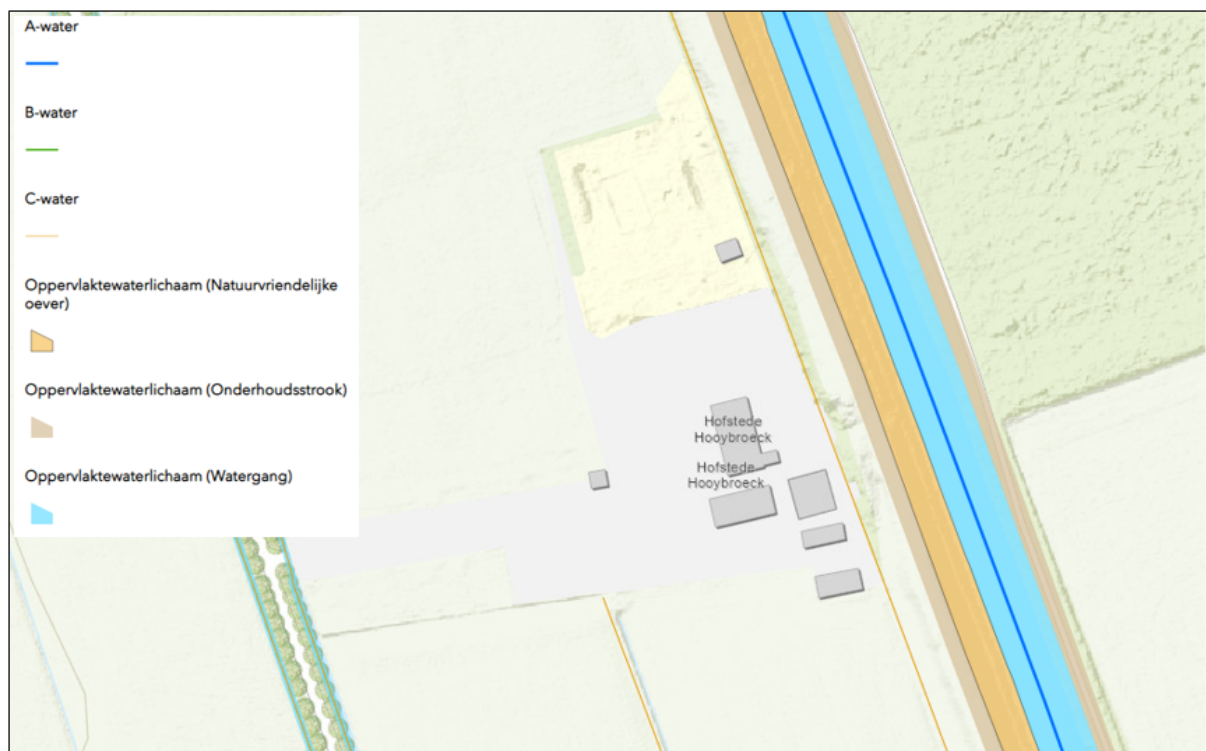 A-water
B-water
C-water
Oppervlaktewaterlichaam (Natuurvriendelijke
oever)
Oppervlaktewaterlichaam (Onderhoudsstrook)
Oppervlaktewaterlichaam (Watergang)
Hofstede
Hooybroeck
Hofstede
Hooybroeck